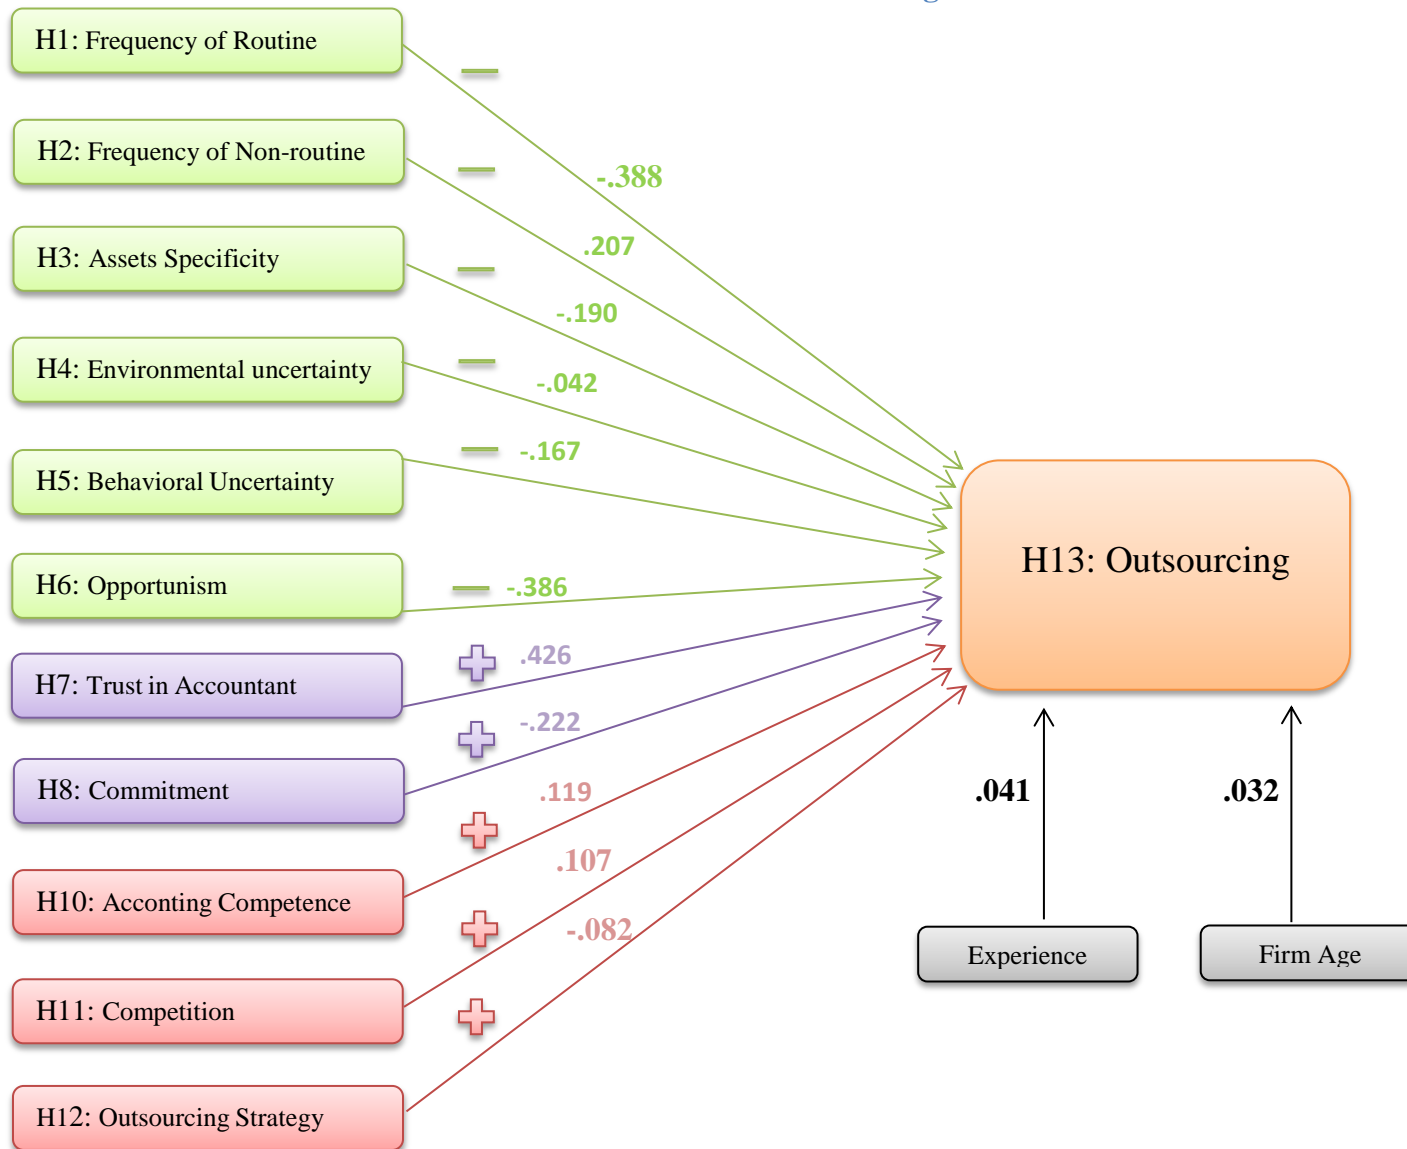 H1: Frequency of Routine
H2: Frequency of Non-routine
-.388
.207
H3: Assets Specificity
-.190
H4: Environmental uncertainty
-.042
-.167
H5: Behavioral Uncertainty
H13: Outsourcing
H6: Opportunism
-.386
.426
H7: Trust in Accountant
-.222
H8: Commitment
.119
.041
.032
.107
H10: Acconting Competence
-.082
Experience
Firm Age
H11: Competition
H12: Outsourcing Strategy